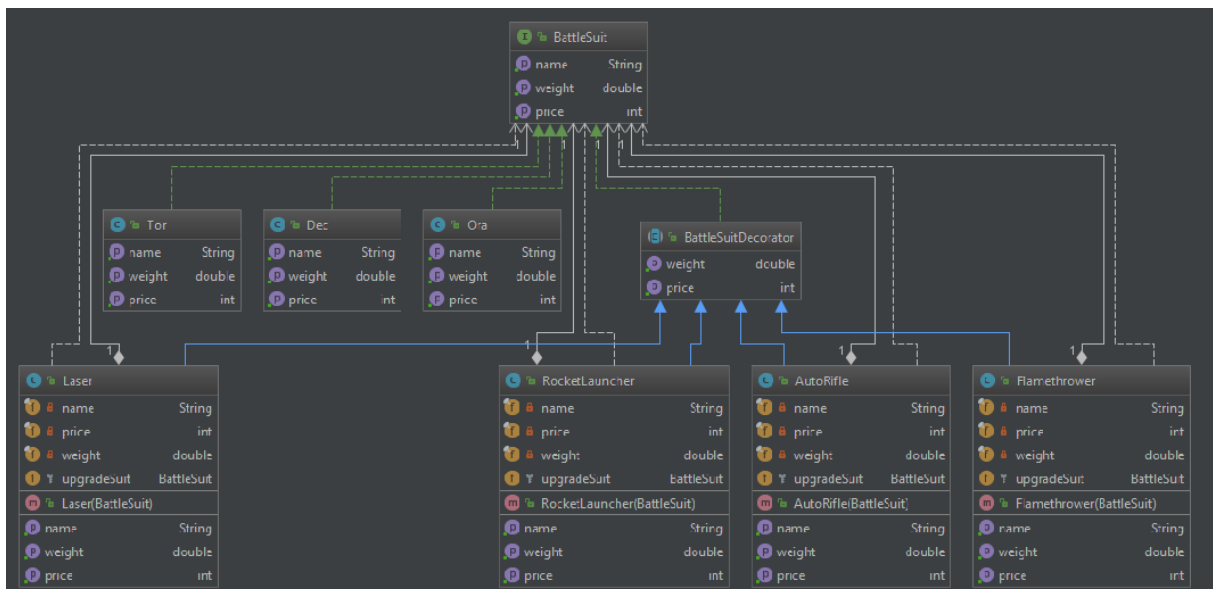 BattleSuit
name String
weight double
price int
1 1 1 1
Tor
name String
weight double
price int
Dez
name String
weight double
price int
Ora
name String
weight double
price int
BattleSuitDecorator
weight double
price int
1
1
1
1
Laser
name String
price int
weight double
upgradeSuit BattleSuit
Laser(BattleSuit)
name String
weight double
price int
RocketLauncher
name String
price int
weight double
upgradeSuit BattleSuit
RocketLauncher(BattleSuit)
name String
weight double
price int
AutoRifle
name String
price int
weight double
upgradeSuit BattleSuit
AutoRifle(BattleSuit)
name String
weight double
price int
Flamethrower
name String
price int
weight double
upgradeSuit BattleSuit
Flamethrower(BattleSuit)
name String
weight double
price int